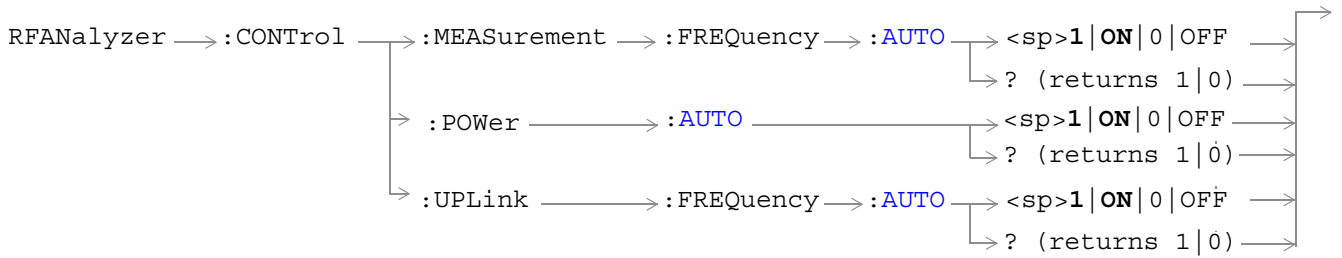 RFANalyzer :CONTrol :MEASurement :FREQuency :AUTO <sp>1|ON|0|OFF
? (returns 1|0)
:POWer :AUTO <sp>1|ON|0|OFF
? (returns 1|0)
:UPLink :FREQuency :AUTO <sp>1|ON|0|OFF
? (returns 1|0)